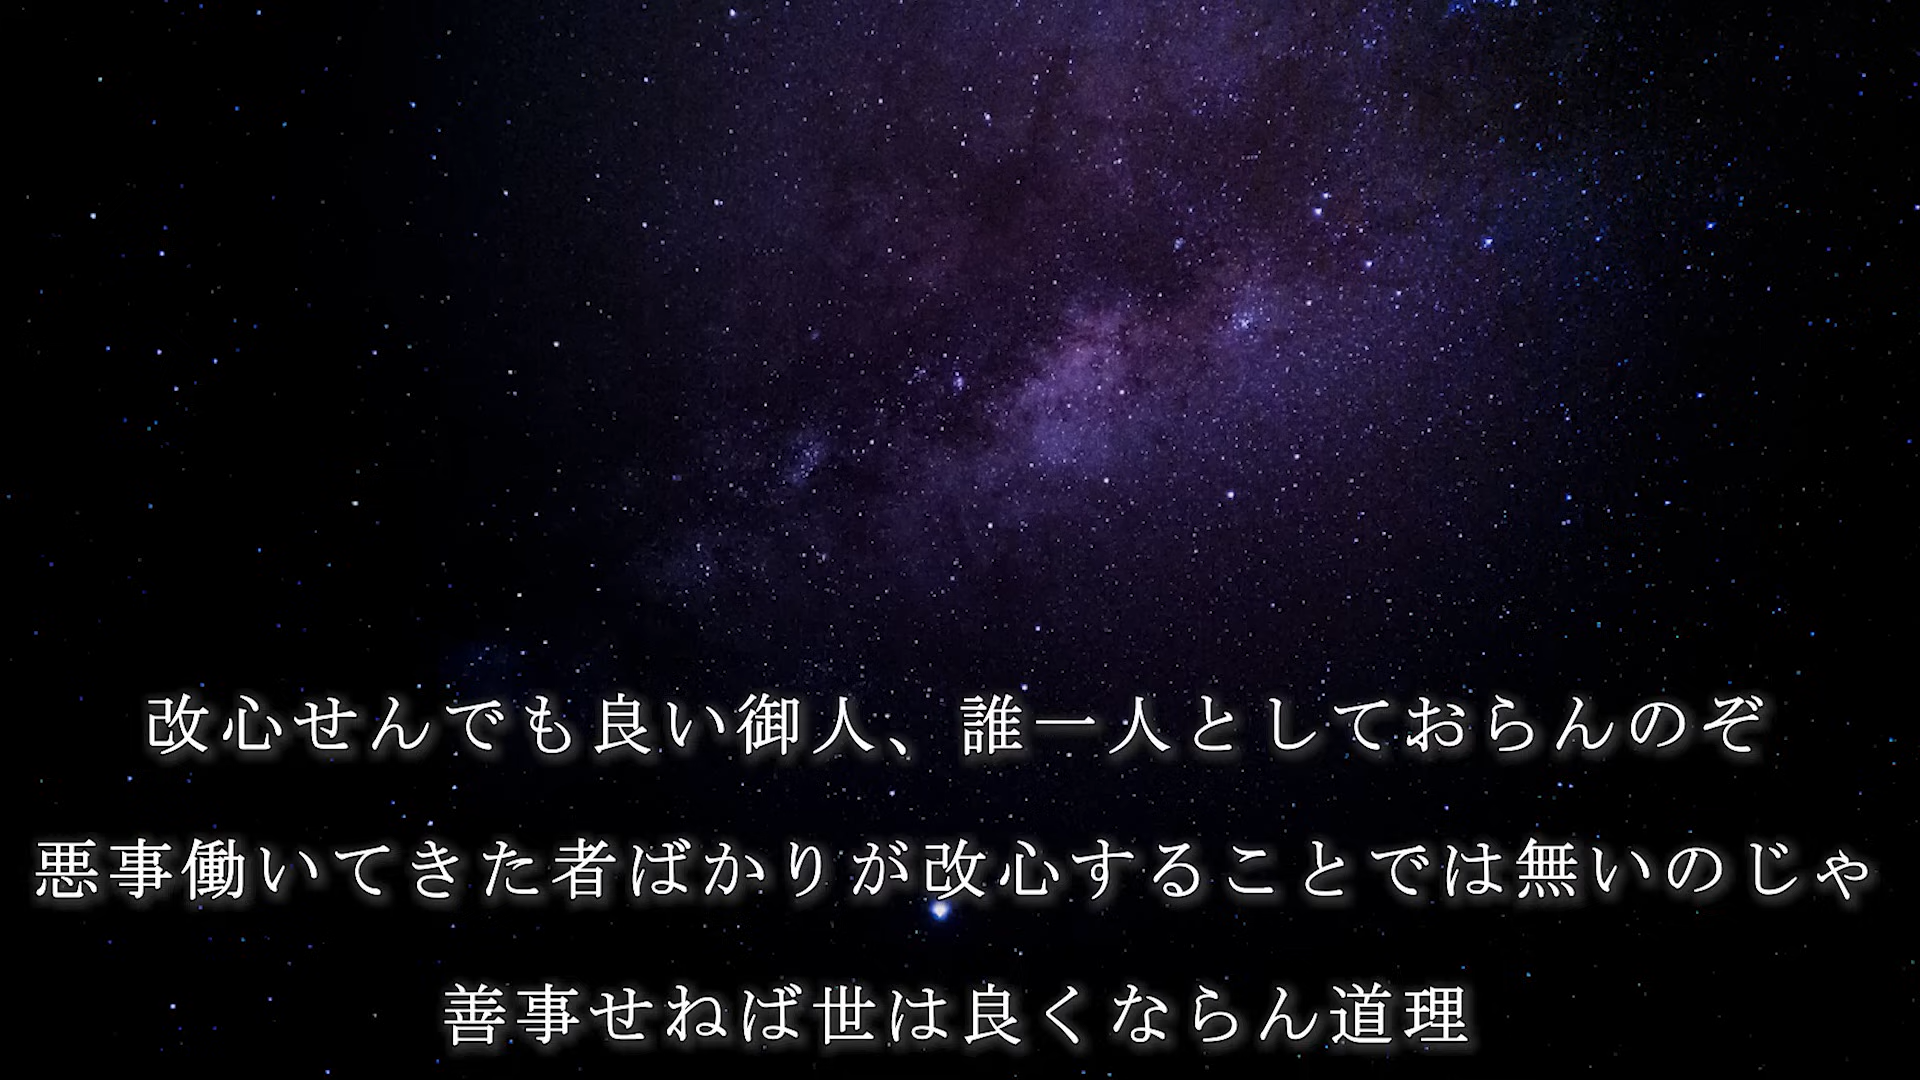 改心せんでも良い御人、誰一人としておらんのぞ
悪事働いてきた者ばかりが改心することでは無いのじゃ
善事せねば世は良くならん道理